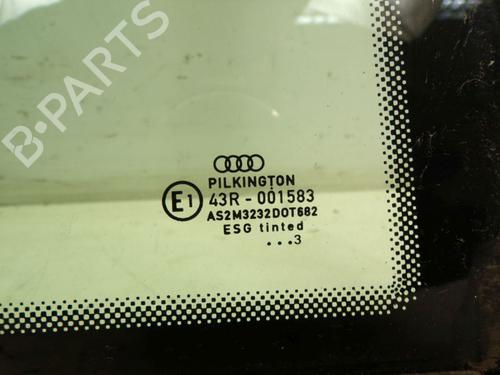 B-PARTS
PILKINGTON
E1 43R - 001583
AS2M3232DOT682
ESG tinted
...3